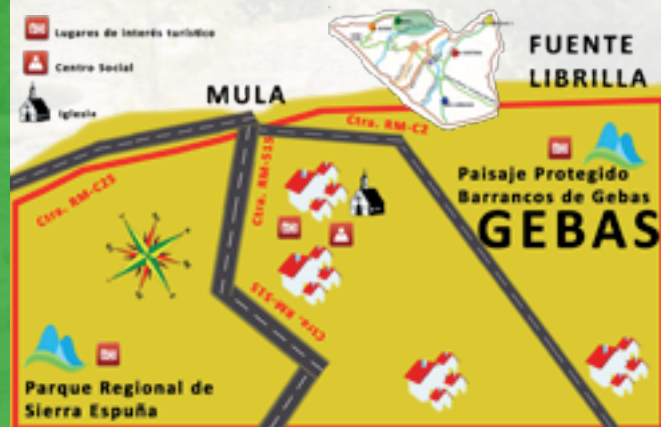 Lugares de interés turístico
Centro Social
Iglesia
MULA
FUENTE
LIBRILLA
Ctra. RM-C2
Ctra. RM-515
Ctra. RM-C25
Paisaje Protegido
Barrancos de Gebas
GEBAS
Ctra. RM-515
Parque Regional de
Sierra Espuña